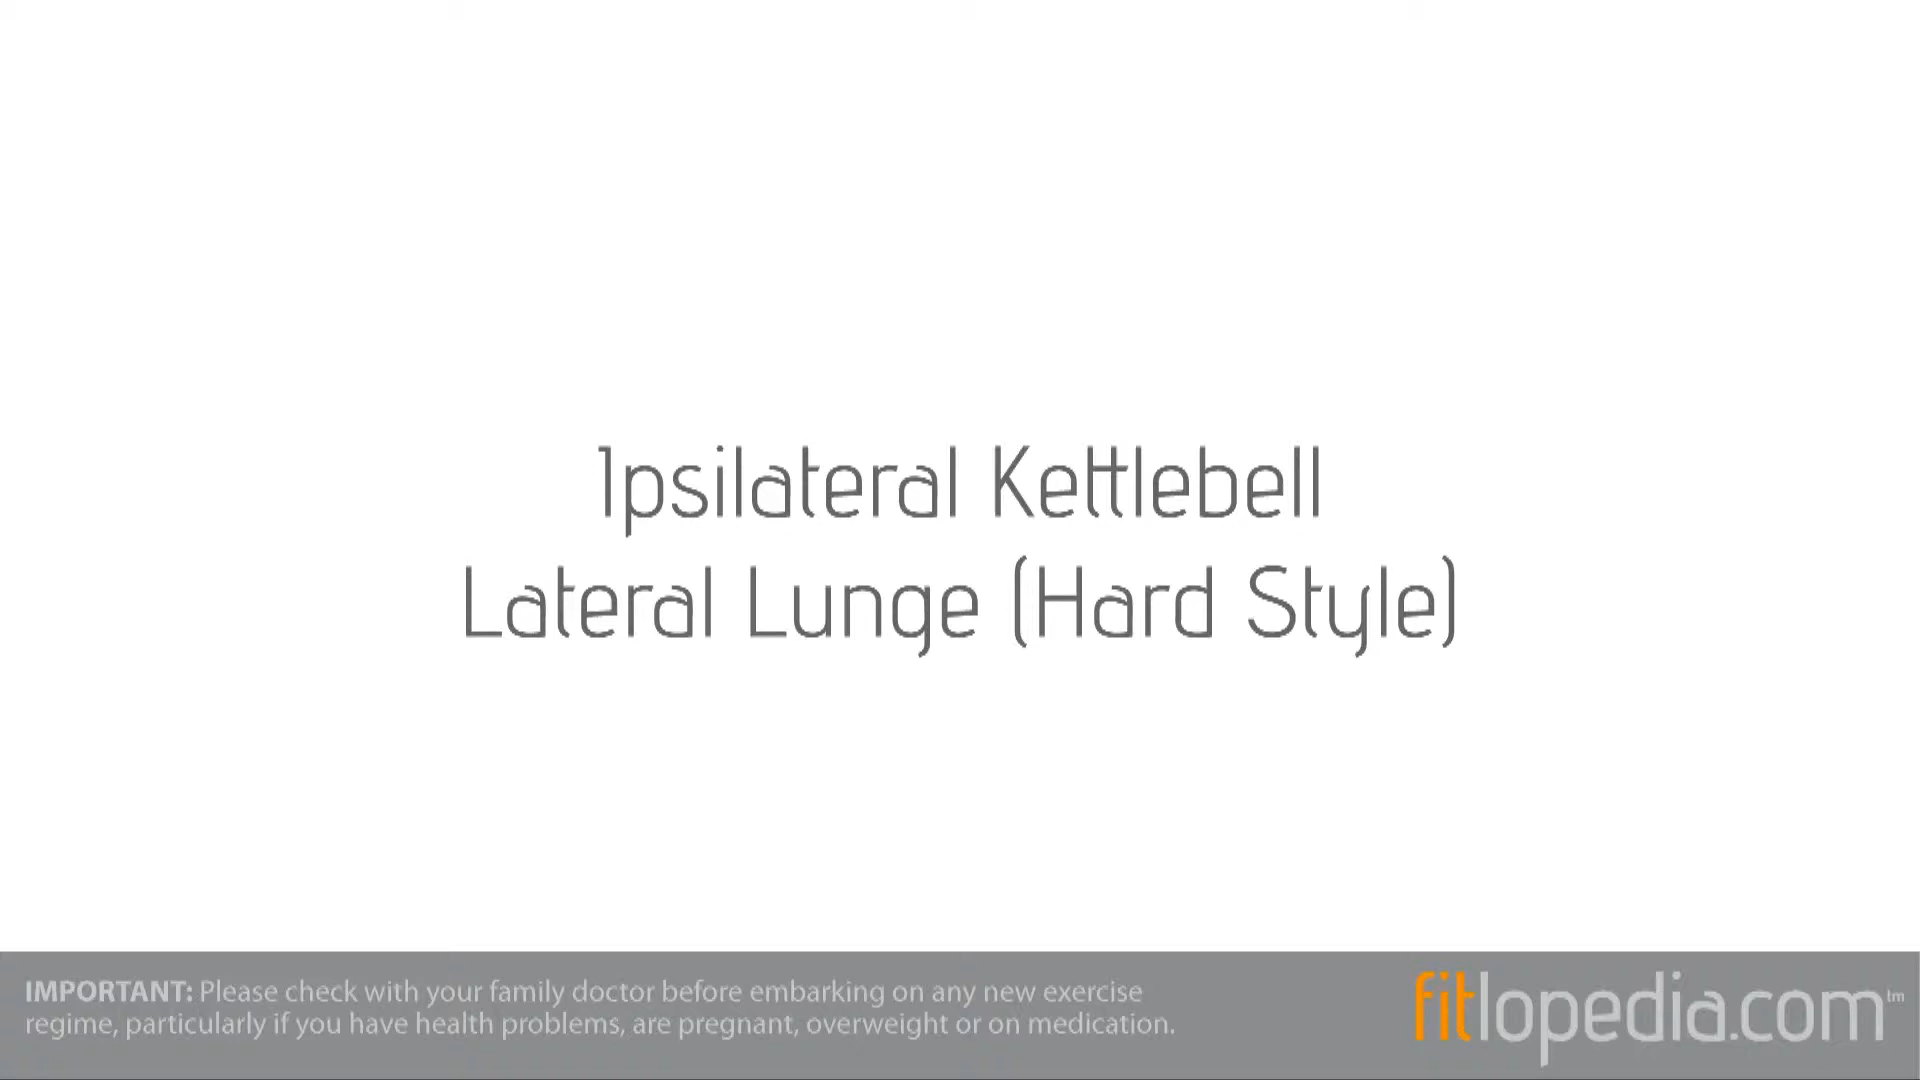 Ipsilateral Kettlebell
Lateral Lunge (Hard Style)
IMPORTANT: Please check with your family doctor before embarking on any new exercise
regime, particularly if you have health problems, are pregnant, overweight or on medication.
fitlopedia.com™